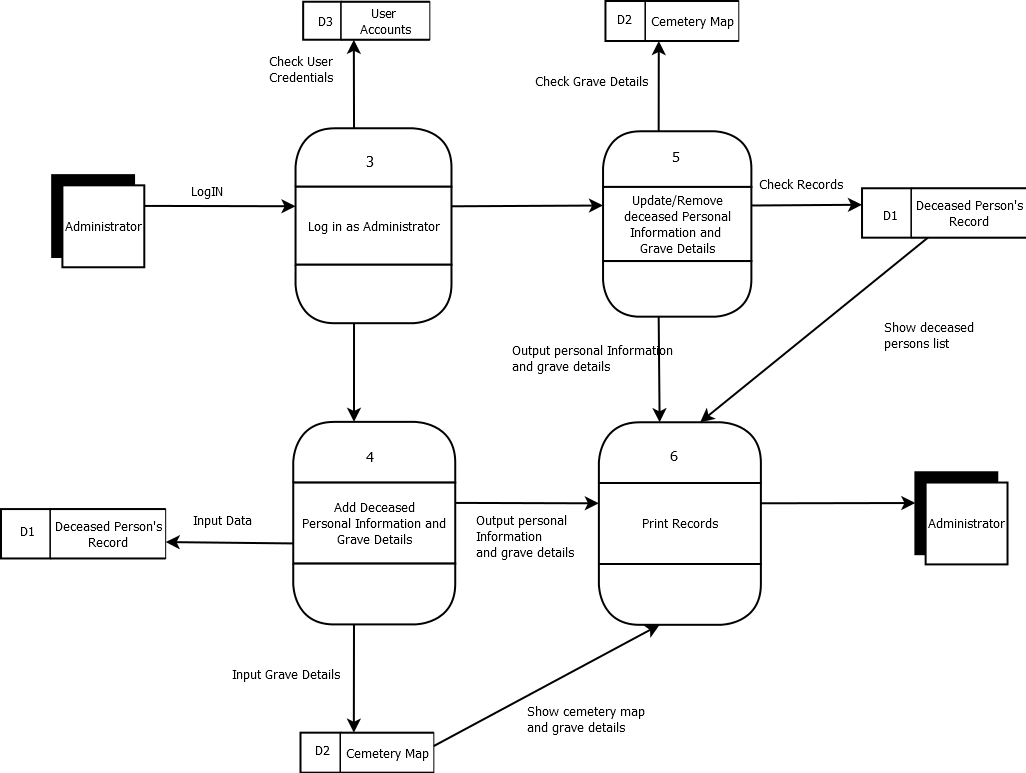 D3
User
Accounts
D2
Cemetery Map
Check User
Credentials
Check Grave Details
3
5
LogIN
Check Records
Administrator
Log in as Administrator
Update/Remove
deceased Personal
Information and
Grave Details
D1
Deceased Person's
Record
Show deceased
persons list
Output personal Information
and grave details
4
6
Add Deceased
Personal Information and
Grave Details
Print Records
Administrator
D1
Deceased Person's
Record
Input Data
Output personal
Information
and grave details
Input Grave Details
Show cemetery map
and grave details
D2
Cemetery Map